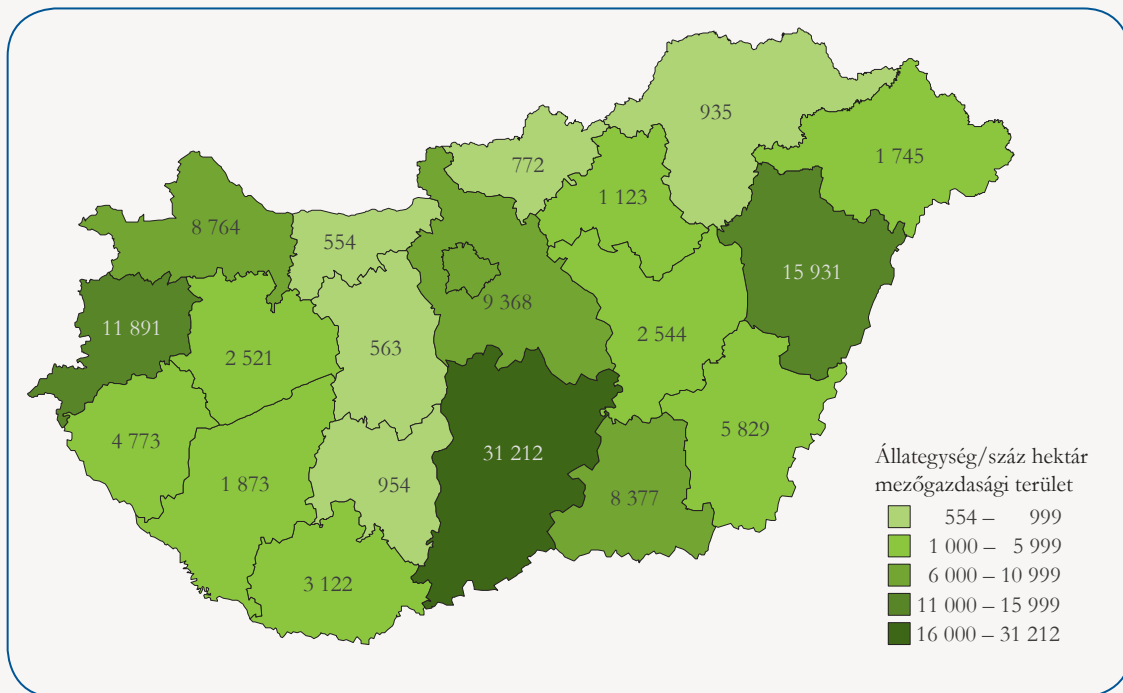 935
772
1 745
1 123
8 764
554
15 931
9 368
11 891
2 544
563
2 521
5 829
4 773
31 212
1 873
954
8 377
3 122
Állategység/száz hektár
mezőgazdasági terület
554 – 999
1 000 – 5 999
6 000 – 10 999
11 000 – 15 999
16 000 – 31 212